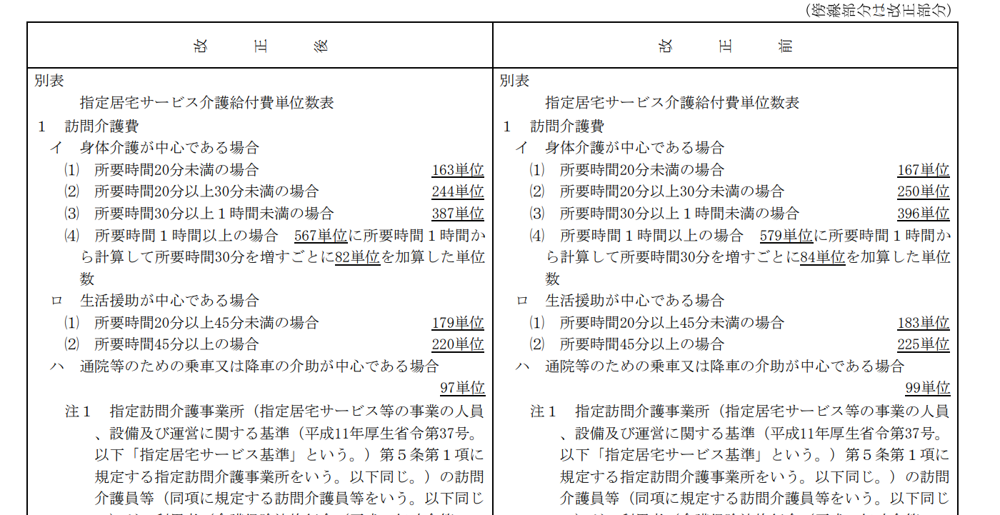 （傍線部分は改正部分）
改 正 後
別表
指定居宅サービス介護給付費単位数表
１　訪問介護費
イ　身体介護が中心である場合
⑴　所要時間20分未満の場合　163単位
⑵　所要時間20分以上30分未満の場合　244単位
⑶　所要時間30分以上１時間未満の場合　387単位
⑷　所要時間１時間以上の場合　567単位に所要時間１時間か
ら計算して所要時間30分を増すごとに82単位を加算した単位
数
ロ　生活援助が中心である場合
⑴　所要時間20分以上45分未満の場合　179単位
⑵　所要時間45分以上の場合　220単位
ハ　通院等のための乗車又は降車の介助が中心である場合
97単位
注１　指定訪問介護事業所（指定居宅サービス等の事業の人員
、設備及び運営に関する基準（平成11年厚生省令第37号。
以下「指定居宅サービス基準」という。）第５条第１項に
規定する指定訪問介護事業所をいう。以下同じ。）の訪問
介護員等（同項に規定する訪問介護員等をいう。以下同じ
改 正 前
別表
指定居宅サービス介護給付費単位数表
１　訪問介護費
イ　身体介護が中心である場合
⑴　所要時間20分未満の場合　167単位
⑵　所要時間20分以上30分未満の場合　250単位
⑶　所要時間30分以上１時間未満の場合　396単位
⑷　所要時間１時間以上の場合　579単位に所要時間１時間か
ら計算して所要時間30分を増すごとに84単位を加算した単位
数
ロ　生活援助が中心である場合
⑴　所要時間20分以上45分未満の場合　183単位
⑵　所要時間45分以上の場合　225単位
ハ　通院等のための乗車又は降車の介助が中心である場合
99単位
注１　指定訪問介護事業所（指定居宅サービス等の事業の人員
、設備及び運営に関する基準（平成11年厚生省令第37号。
以下「指定居宅サービス基準」という。）第５条第１項に
規定する指定訪問介護事業所をいう。以下同じ。）の訪問
介護員等（同項に規定する訪問介護員等をいう。以下同じ